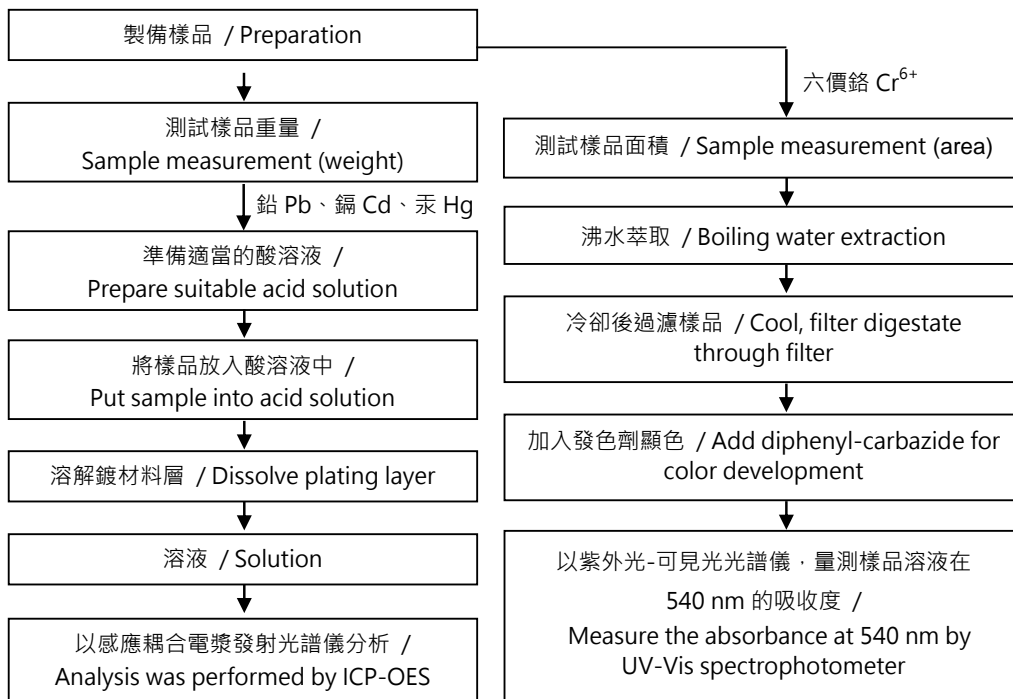 製備樣品 / Preparation
測試樣品重量 /
Sample measurement (weight)
鉛 Pb、鎘 Cd、汞 Hg
準備適當的酸溶液 /
Prepare suitable acid solution
將樣品放入酸溶液中 /
Put sample into acid solution
溶解鍍材料層 / Dissolve plating layer
溶液 / Solution
以感應耦合電漿發射光譜儀分析 /
Analysis was performed by ICP-OES
六價鉻 Cr⁶⁺
測試樣品面積 / Sample measurement (area)
沸水萃取 / Boiling water extraction
冷卻後過濾樣品 / Cool, filter digestate
through filter
加入發色劑顯色 / Add diphenyl-carbazide for
color development
以紫外光-可見光光譜儀，量測樣品溶液在
540 nm 的吸收度 /
Measure the absorbance at 540 nm by
UV-Vis spectrophotometer